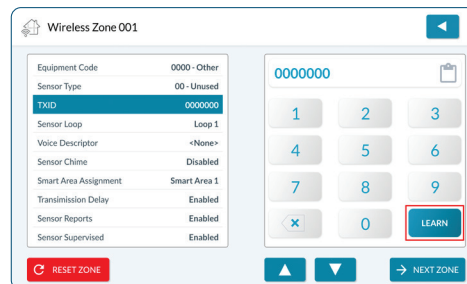 Wireless Zone 001
Equipment Code 0000 - Other
Sensor Type 00 - Unused
TXID 0000000
Sensor Loop Loop 1
Voice Descriptor <None>
Sensor Chime Disabled
Smart Area Assignment Smart Area 1
Transimission Delay Enabled
Sensor Reports Enabled
Sensor Supervised Enabled
RESET ZONE
0000000
1 2 3
4 5 6
7 8 9
0 LEARN
NEXT ZONE